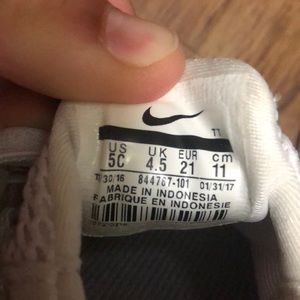 TT
US UK EUR cm
5C 4.5 21 11
844767-101 01/31/17
MADE IN INDONESIA
FABRIQUE EN INDONESIE